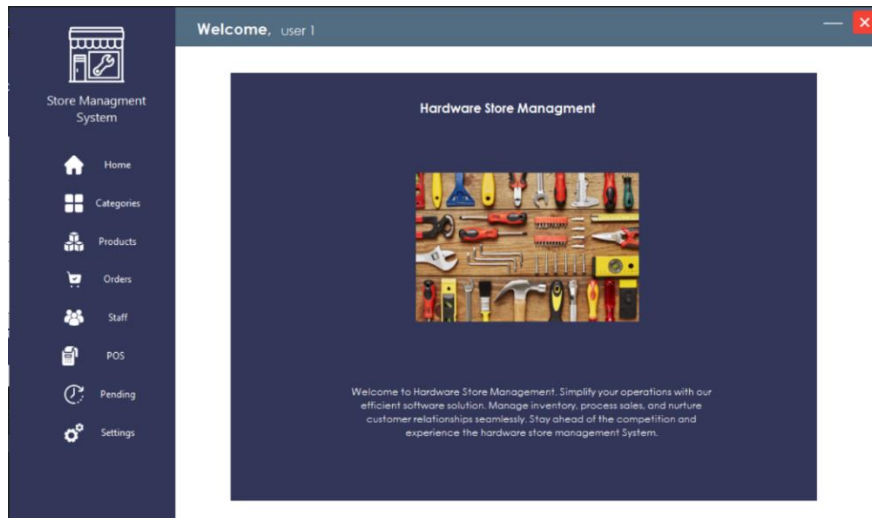 Welcome, user 1
Store Managment
System
Home
Categories
Products
Orders
Staff
POS
Pending
Settings
Hardware Store Managment
Welcome to Hardware Store Management. Simplify your operations with our
efficient software solution. Manage inventory, process sales, and nurture
customer relationships seamlessly. Stay ahead of the competition and
experience the hardware store management System.